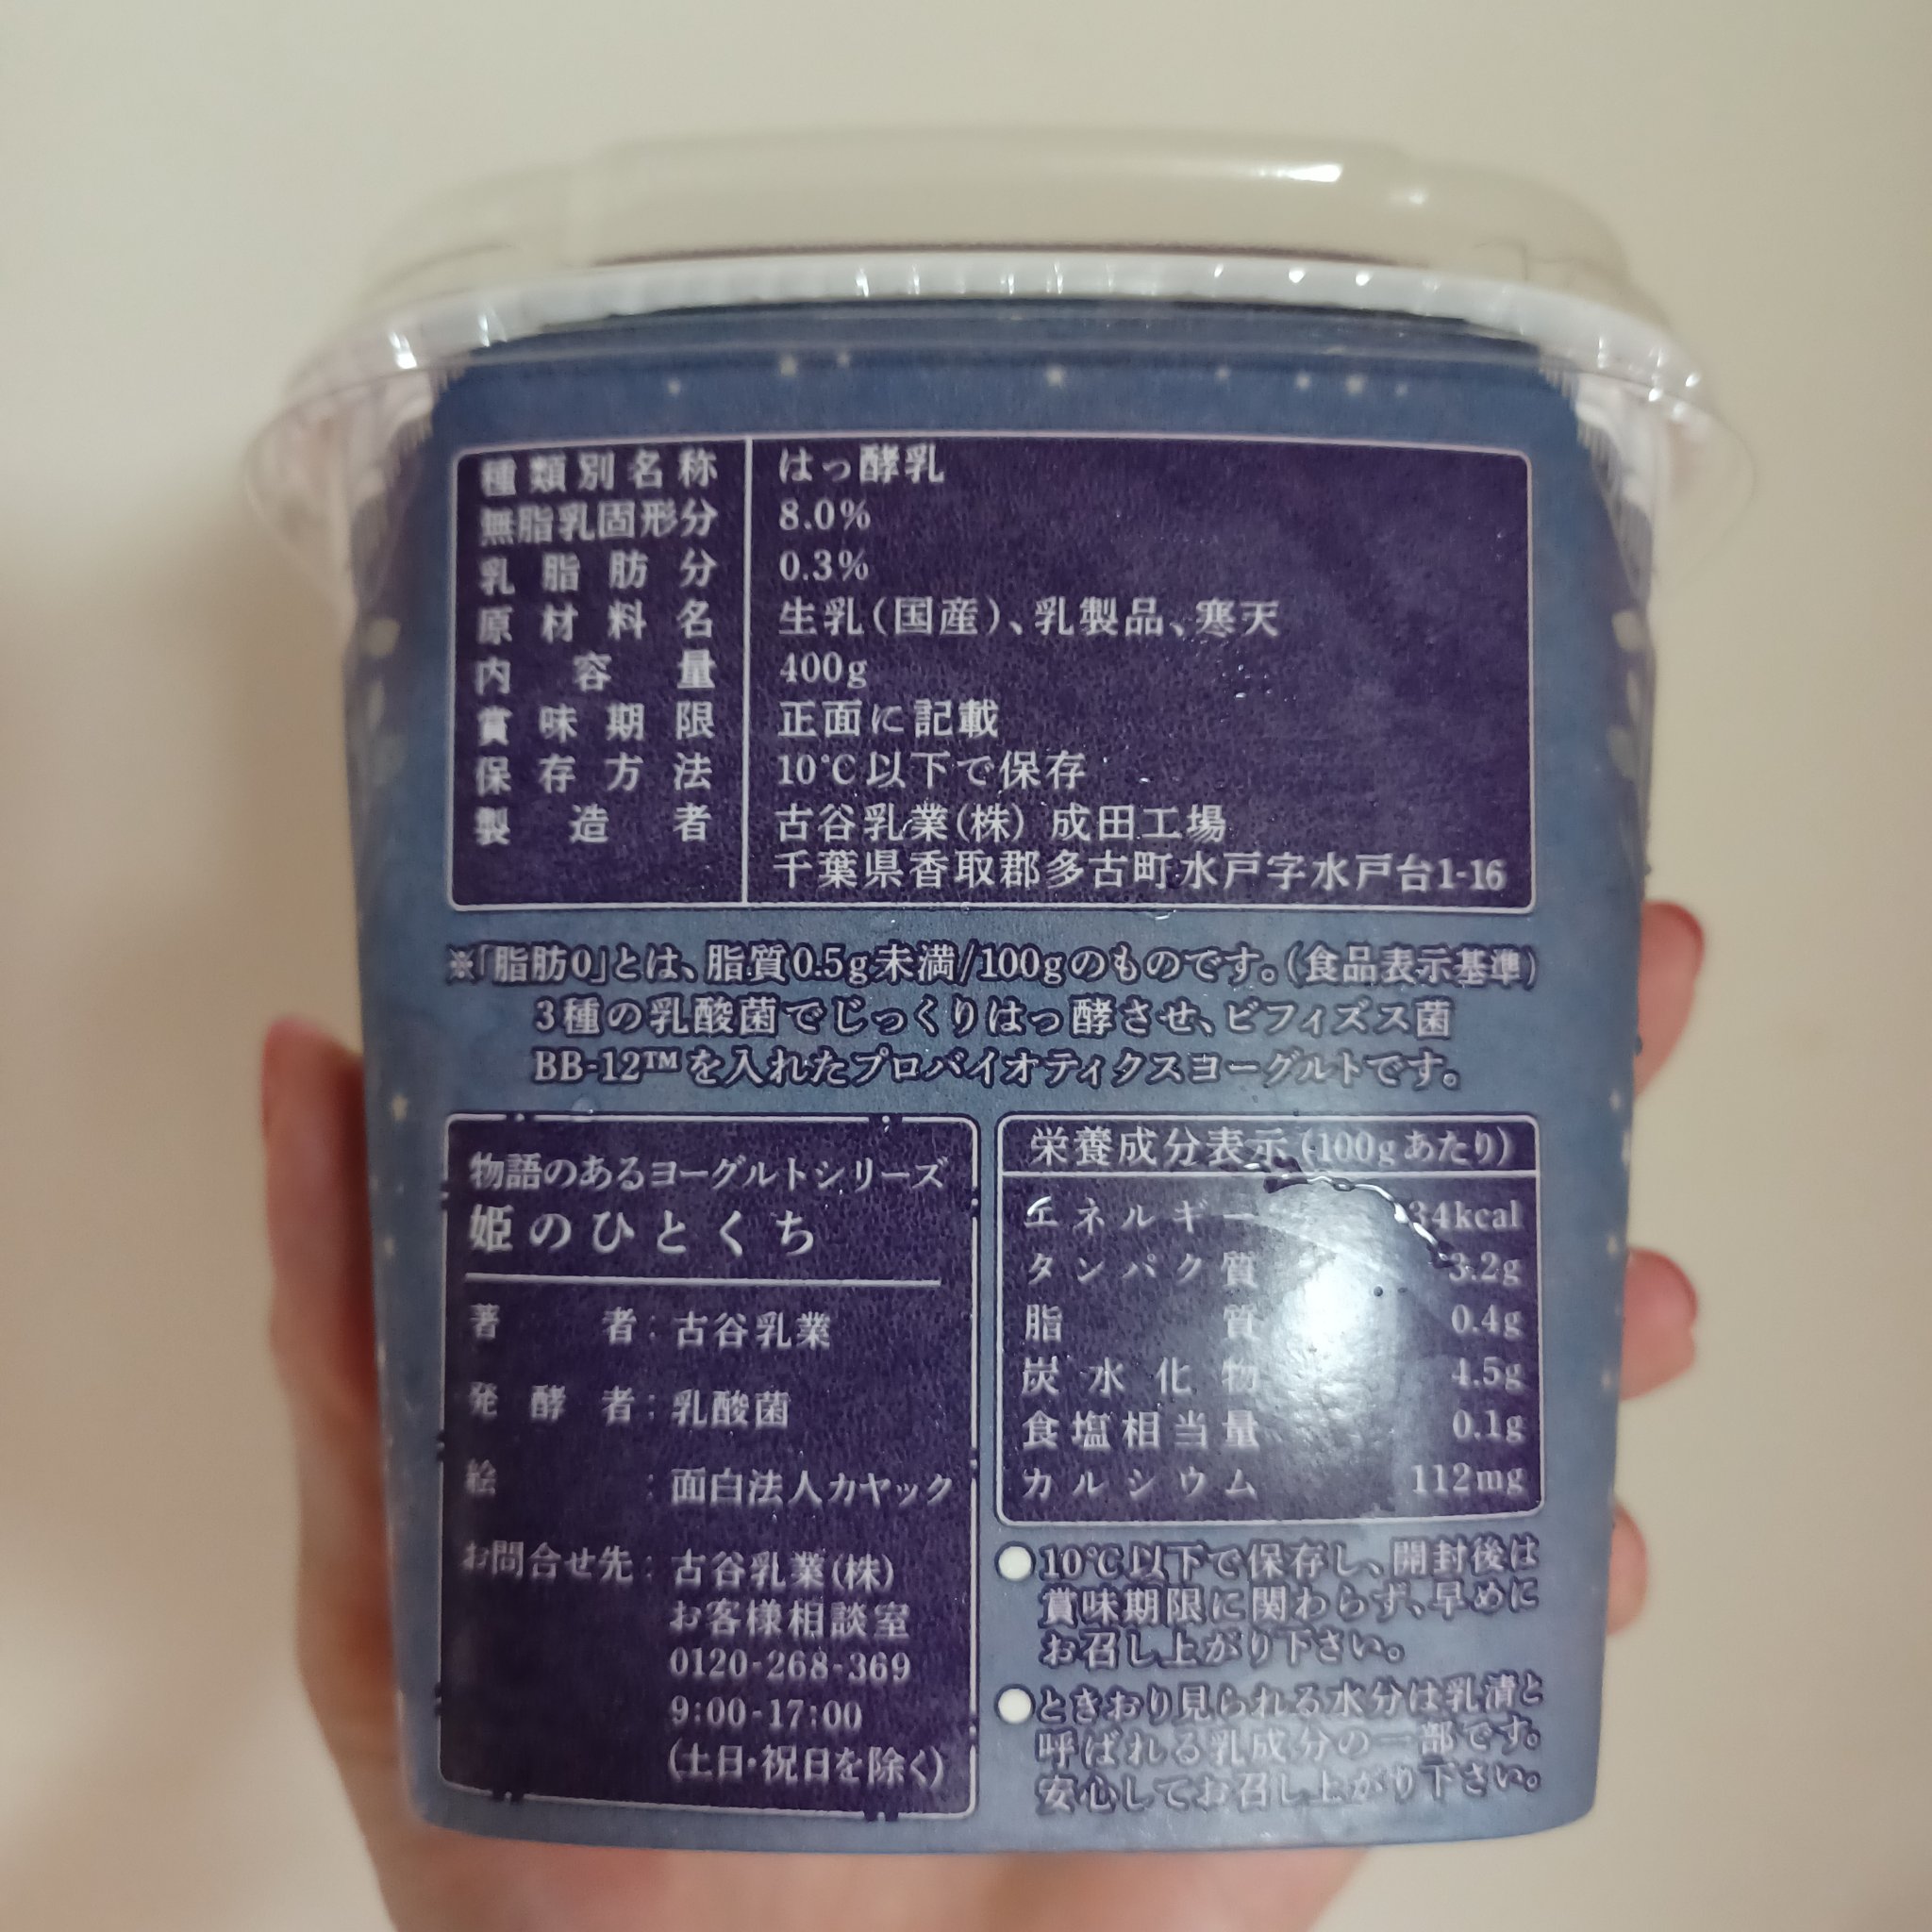 種類別名称 はっ酵乳
無脂乳固形分 8.0%
乳脂肪分 0.3%
原材料名 生乳(国産)、乳製品、寒天
内容量 400g
賞味期限 正面に記載
保存方法 10℃以下で保存
製造者 古谷乳業(株) 成田工場
千葉県香取郡多古町水戸字水戸台1-16
※「脂肪0」とは、脂質0.5g未満/100gのものです。(食品表示基準)
3種の乳酸菌でじっくりはっ酵させ、ビフィズス菌
BB-12™を入れたプロバイオティクスヨーグルトです。
物語のあるヨーグルトシリーズ
姫のひとくち
著者:古谷乳業
発酵者:乳酸菌
絵:面白法人カヤック
お問合せ先:古谷乳業(株)
お客様相談室
0120-268-369
9:00-17:00
(土日・祝日を除く)
栄養成分表示(100gあたり)
エネルギー 34kcal
タンパク質 3.2g
脂質 0.4g
炭水化物 4.5g
食塩相当量 0.1g
カルシウム 112mg
●10℃以下で保存し、開封後は
賞味期限に関わらず、早めに
お召し上がり下さい。
●ときおり見られる水分は乳清と
呼ばれる乳成分の一部です。
安心してお召し上がり下さい。